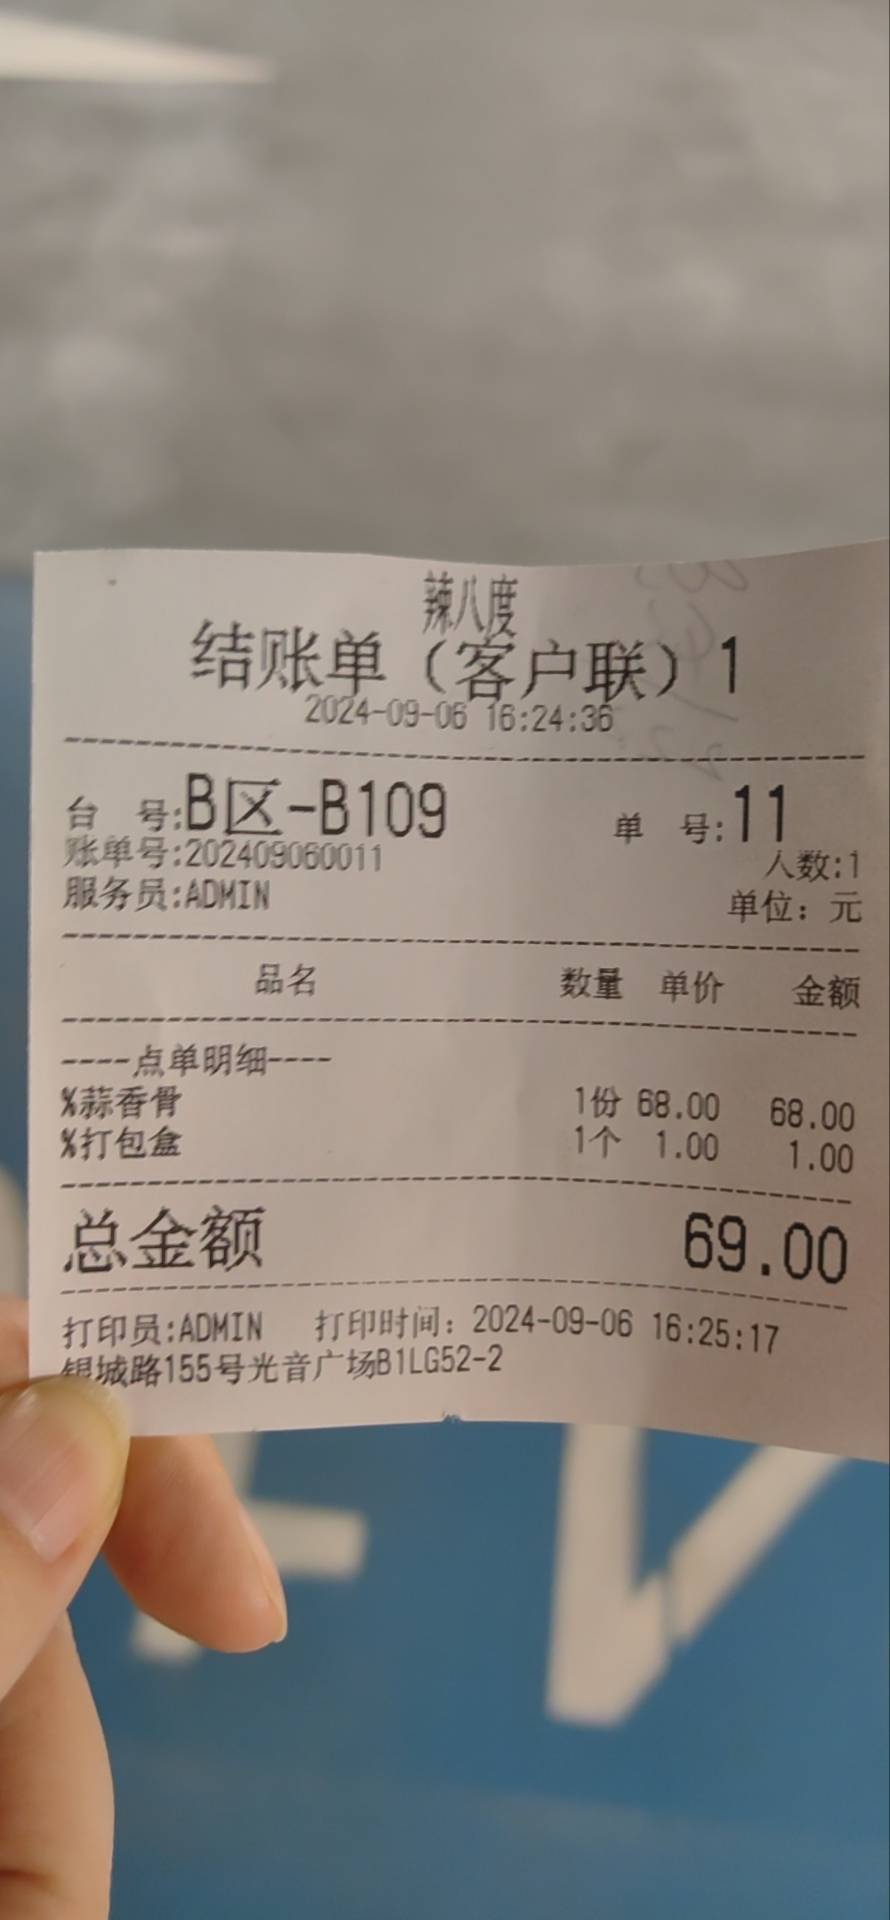 辣八度
结账单（客户联）1
2024-09-06 16:24:36
台 号:B区-B109 单 号:11
账单号:202409060011 人数:1
服务员:ADMIN 单位：元
品名 数量 单价 金额
----点单明细----
%蒜香骨 1份 68.00 68.00
%打包盒 1个 1.00 1.00
总金额 69.00
打印员:ADMIN 打印时间：2024-09-06 16:25:17
银城路155号光音广场B1LG52-2